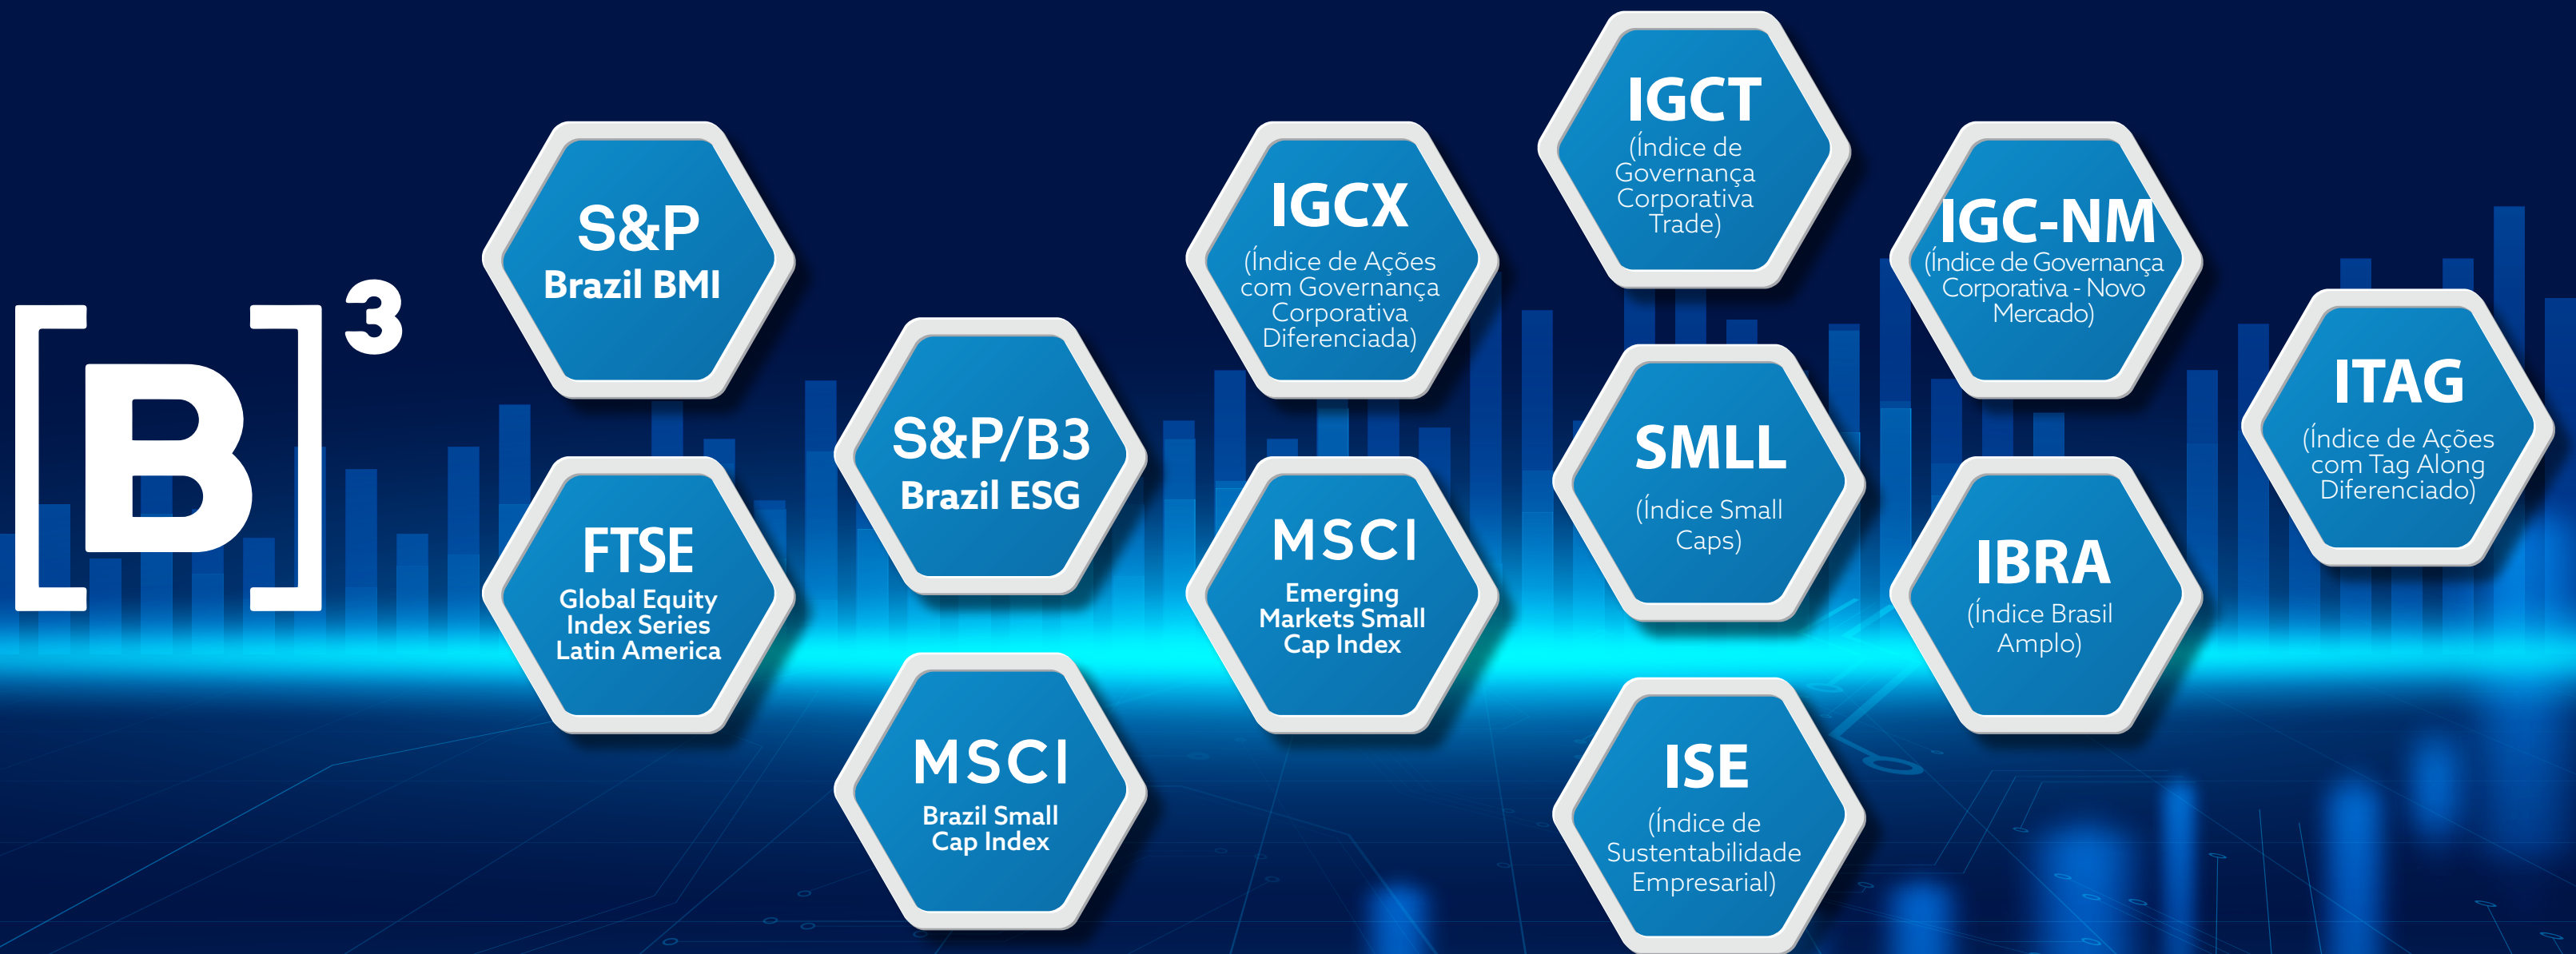 [B]³
S&P
Brazil BMI
FTSE
Global Equity
Index Series
Latin America
S&P/B3
Brazil ESG
MSCI
Brazil Small
Cap Index
IGCX
(Índice de Ações
com Governança
Corporativa
Diferenciada)
MSCI
Emerging
Markets Small
Cap Index
IGCT
(Índice de
Governança
Corporativa
Trade)
SMLL
(Índice Small
Caps)
ISE
(Índice de
Sustentabilidade
Empresarial)
IGC-NM
(Índice de Governança
Corporativa - Novo
Mercado)
IBRA
(Índice Brasil
Amplo)
ITAG
(Índice de Ações
com Tag Along
Diferenciado)